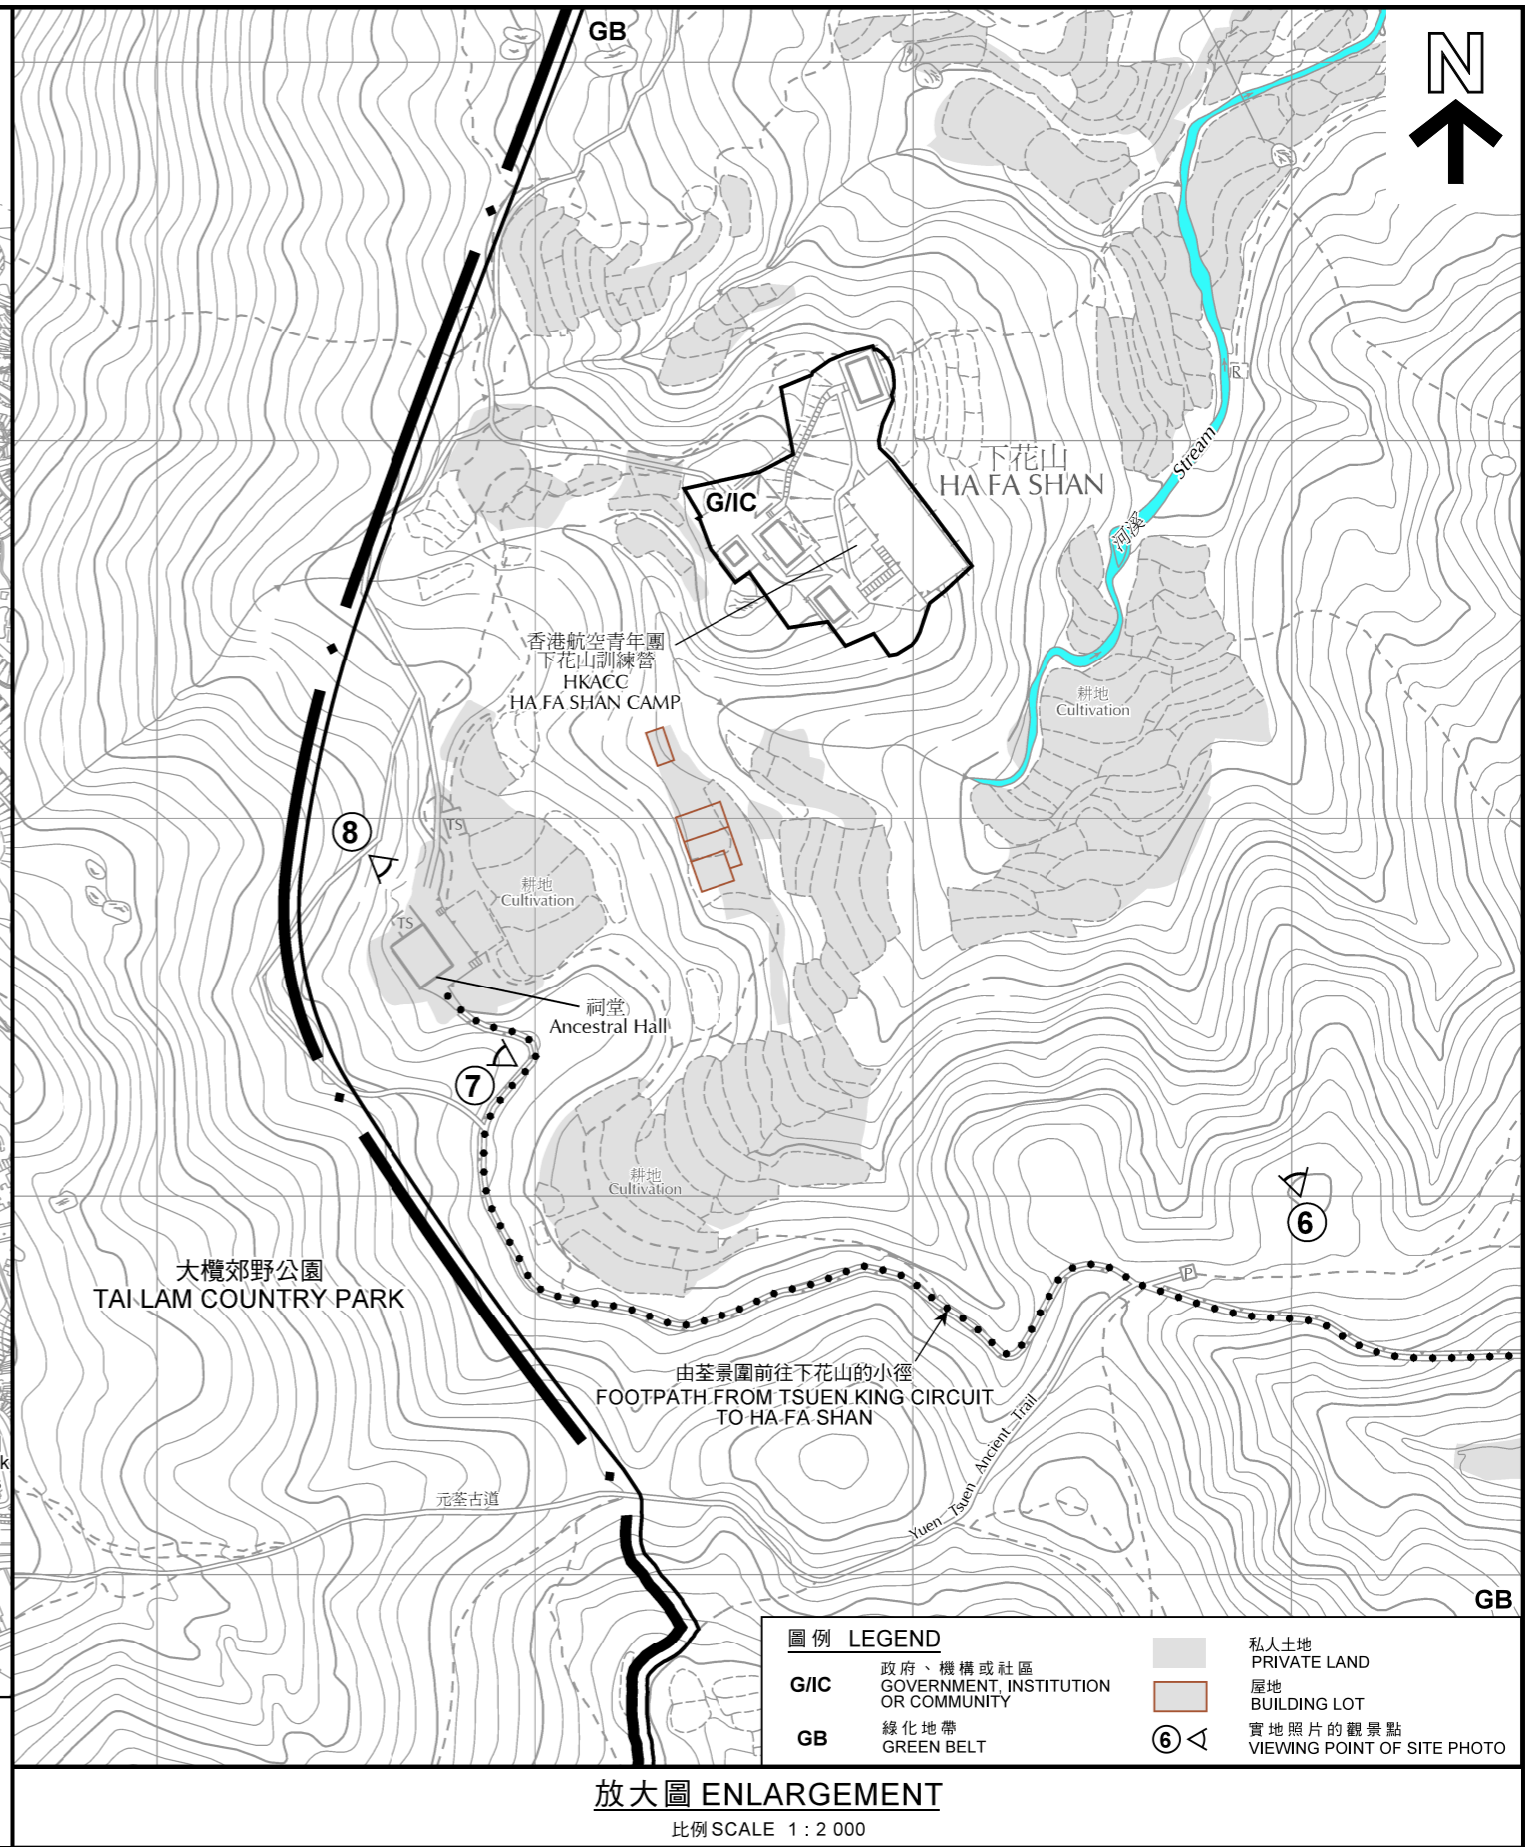 GB
N
R
下花山
HA FA SHAN
Stream
河溪
G/IC
香港航空青年團
下花山訓練營
HKACC
HA FA SHAN CAMP
耕地
Cultivation
8
TS
耕地
Cultivation
TS
祠堂
Ancestral Hall
7
耕地
Cultivation
6
P
大欖郊野公園
TAI LAM COUNTRY PARK
由荃景圍前往下花山的小徑
FOOTPATH FROM TSUEN KING CIRCUIT
TO HA FA SHAN
Yuen Tsuen Ancient Trail
k
元荃古道
GB
圖例 LEGEND
G/IC
政府、機構或社區
GOVERNMENT, INSTITUTION
OR COMMUNITY
GB
綠化地帶
GREEN BELT
私人土地
PRIVATE LAND
屋地
BUILDING LOT
6
實地照片的觀景點
VIEWING POINT OF SITE PHOTO
放大圖 ENLARGEMENT
比例 SCALE 1 : 2 000